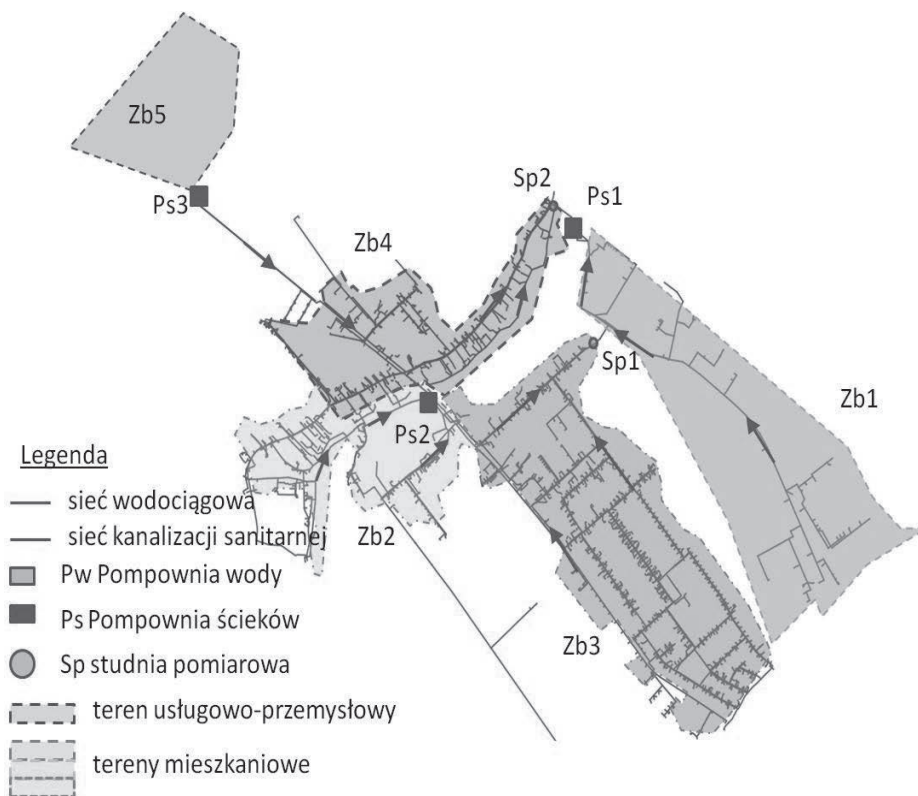 Zb5
Ps3
Sp2
Ps1
Zb4
Sp1
Zb1
Ps2
Zb2
Zb3
Legenda
sieć wodociągowa
sieć kanalizacji sanitarnej
Pw Pompownia wody
Ps Pompownia ścieków
Sp studnia pomiarowa
teren usługowo-przemysłowy
tereny mieszkaniowe